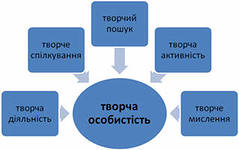 творчий
пошук
творче
спілкування
творча
активність
творча
діяльність
творча
особистість
творче
мислення